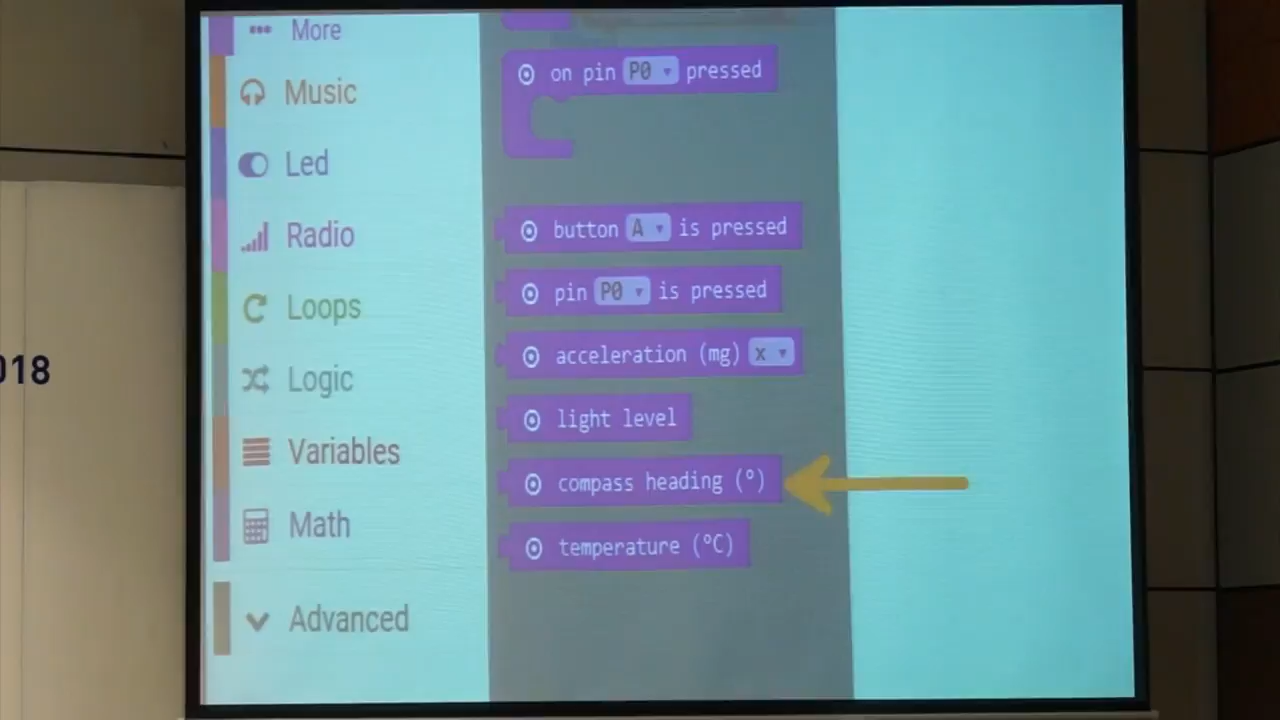 More
Music
Led
Radio
Loops
Logic
Variables
Math
Advanced
on pin P0 pressed
button A is pressed
pin P0 is pressed
acceleration (mg) x
light level
compass heading (°)
temperature (°C)
018